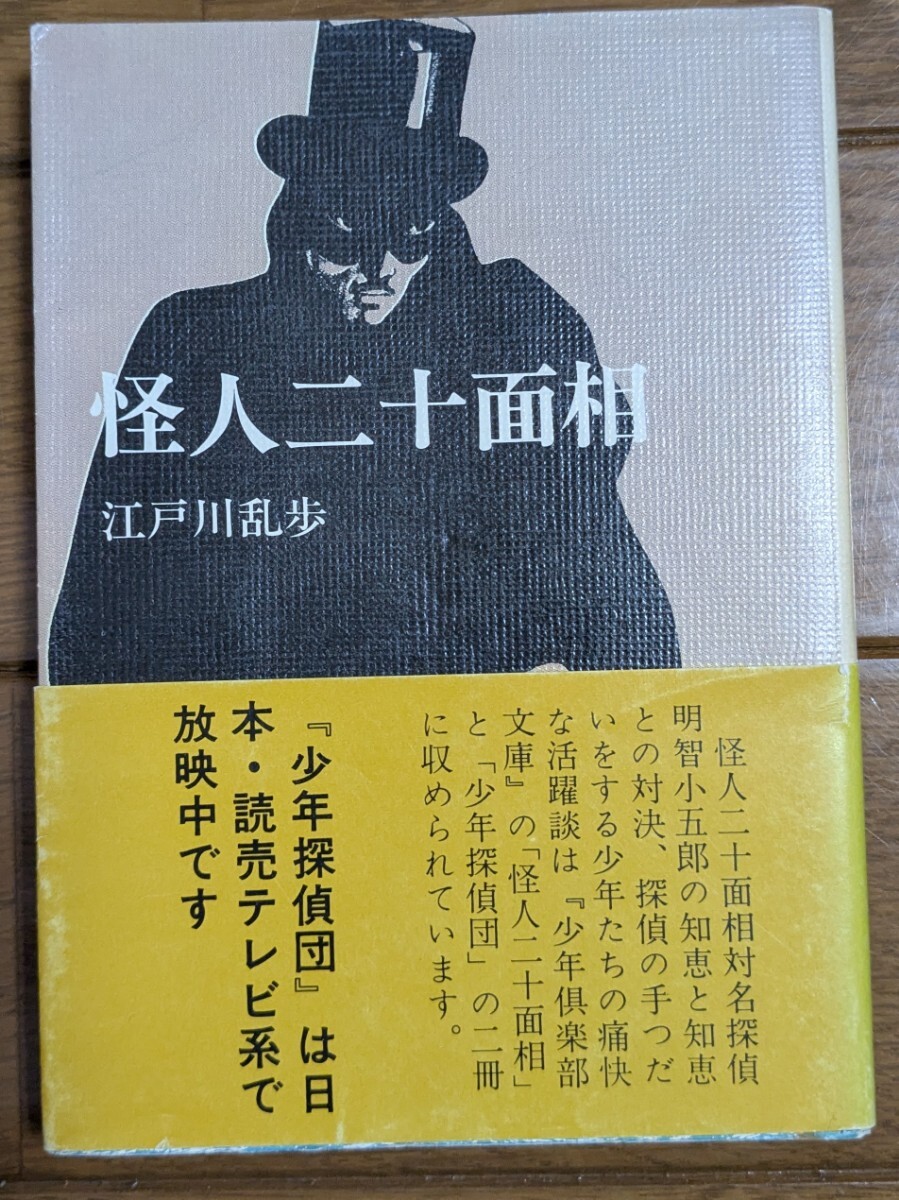 怪人二十面相
江戸川乱歩
怪人二十面相対名探偵
明智小五郎の知恵と知恵
との対決、探偵の手つだ
いをする少年たちの痛快
な活躍談は『少年倶楽部
文庫』の「怪人二十面相」
と「少年探偵団」の二冊
に収められています。
『少年探偵団』は日
本・読売テレビ系で
放映中です